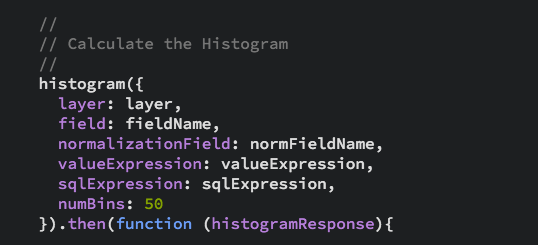 //
// Calculate the Histogram
//
histogram({
  layer: layer,
  field: fieldName,
  normalizationField: normFieldName,
  valueExpression: valueExpression,
  sqlExpression: sqlExpression,
  numBins: 50
}).then(function (histogramResponse){